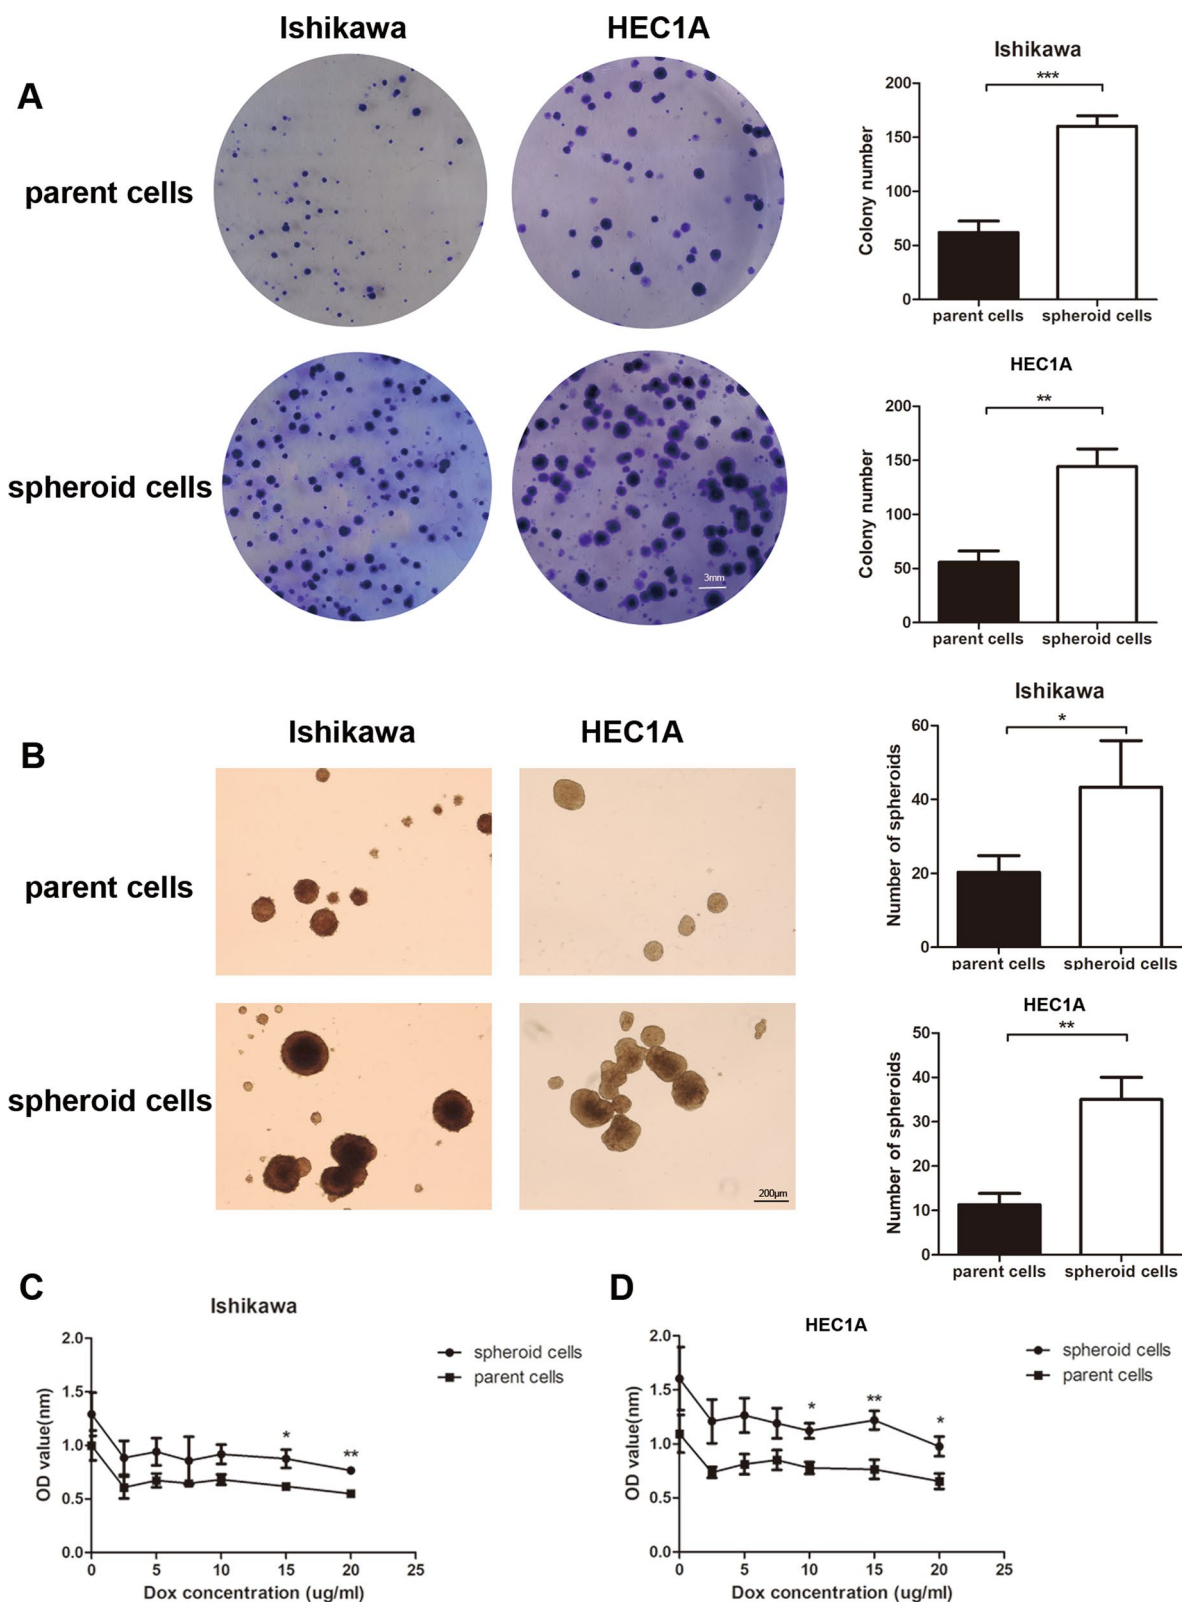 Ishikawa
HEC1A
A
parent cells
spheroid cells
3mm
Ishikawa
***
Colony number
200
150
100
50
0
parent cells
spheroid cells
HEC1A
**
Colony number
200
150
100
50
0
parent cells
spheroid cells
B
Ishikawa
HEC1A
parent cells
spheroid cells
200µm
Ishikawa
*
Number of spheroids
60
40
20
0
parent cells
spheroid cells
HEC1A
**
Number of spheroids
50
40
30
20
10
0
parent cells
spheroid cells
C
Ishikawa
spheroid cells
parent cells
OD value(nm)
2.0
1.5
1.0
0.5
0.0
*
**
0 5 10 15 20 25
Dox concentration (ug/ml)
D
HEC1A
spheroid cells
parent cells
OD value(nm)
2.0
1.5
1.0
0.5
0.0
*
**
*
0 5 10 15 20 25
Dox concentration (ug/ml)